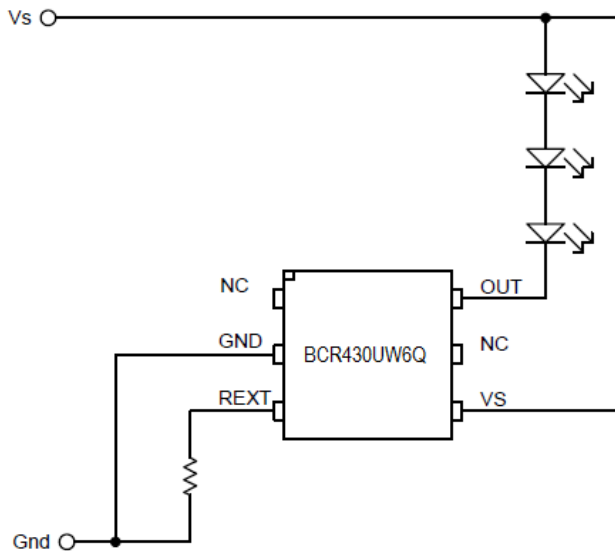 Vs
NC
OUT
GND
BCR430UW6Q
NC
REXT
VS
Gnd